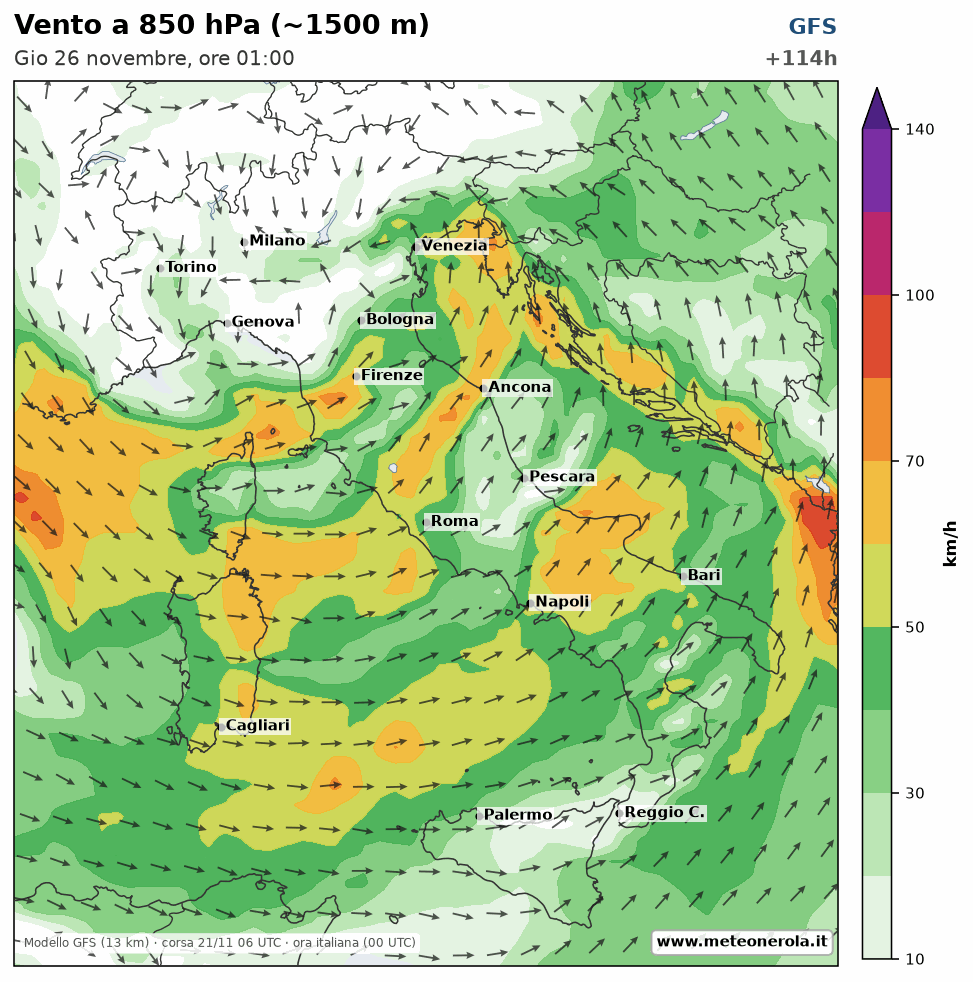 Vento a 850 hPa (~1500 m)
GFS
Gio 26 novembre, ore 01:00
+114h
140
100
70
50
30
10
km/h
Milano
Venezia
Torino
Genova
Bologna
Firenze
Ancona
Pescara
Roma
Bari
Napoli
Cagliari
Palermo
Reggio C.
Modello GFS (13 km) · corsa 21/11 06 UTC · ora italiana (00 UTC)
www.meteonerola.it